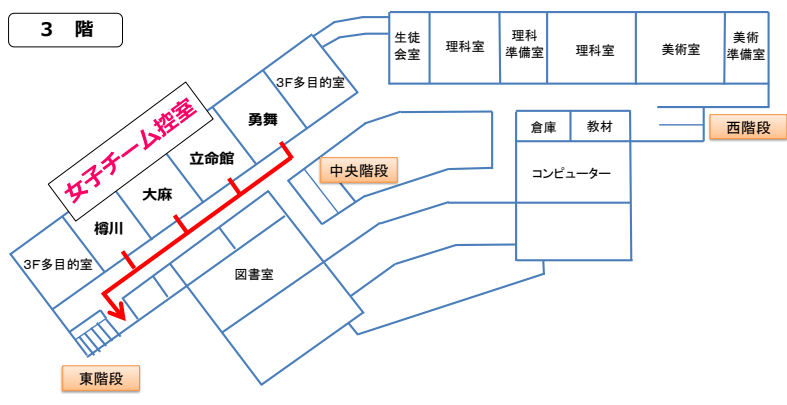 3 階
生徒
会室
理科室
理科
準備室
理科室
美術室
美術
準備室
3F多目的室
勇舞
女子チーム控室
立命館
大麻
樽川
3F多目的室
中央階段
倉庫
教材
西階段
コンピューター
図書室
東階段